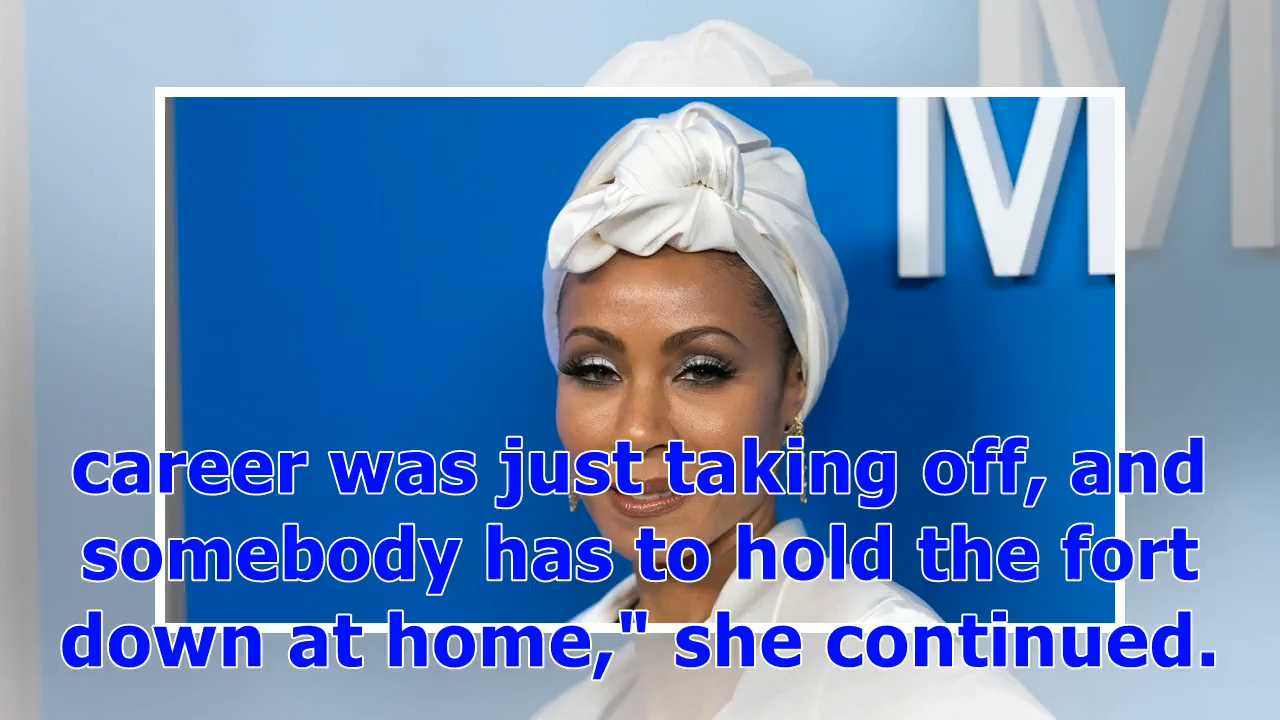 M
career was just taking off, and
somebody has to hold the fort
down at home," she continued.